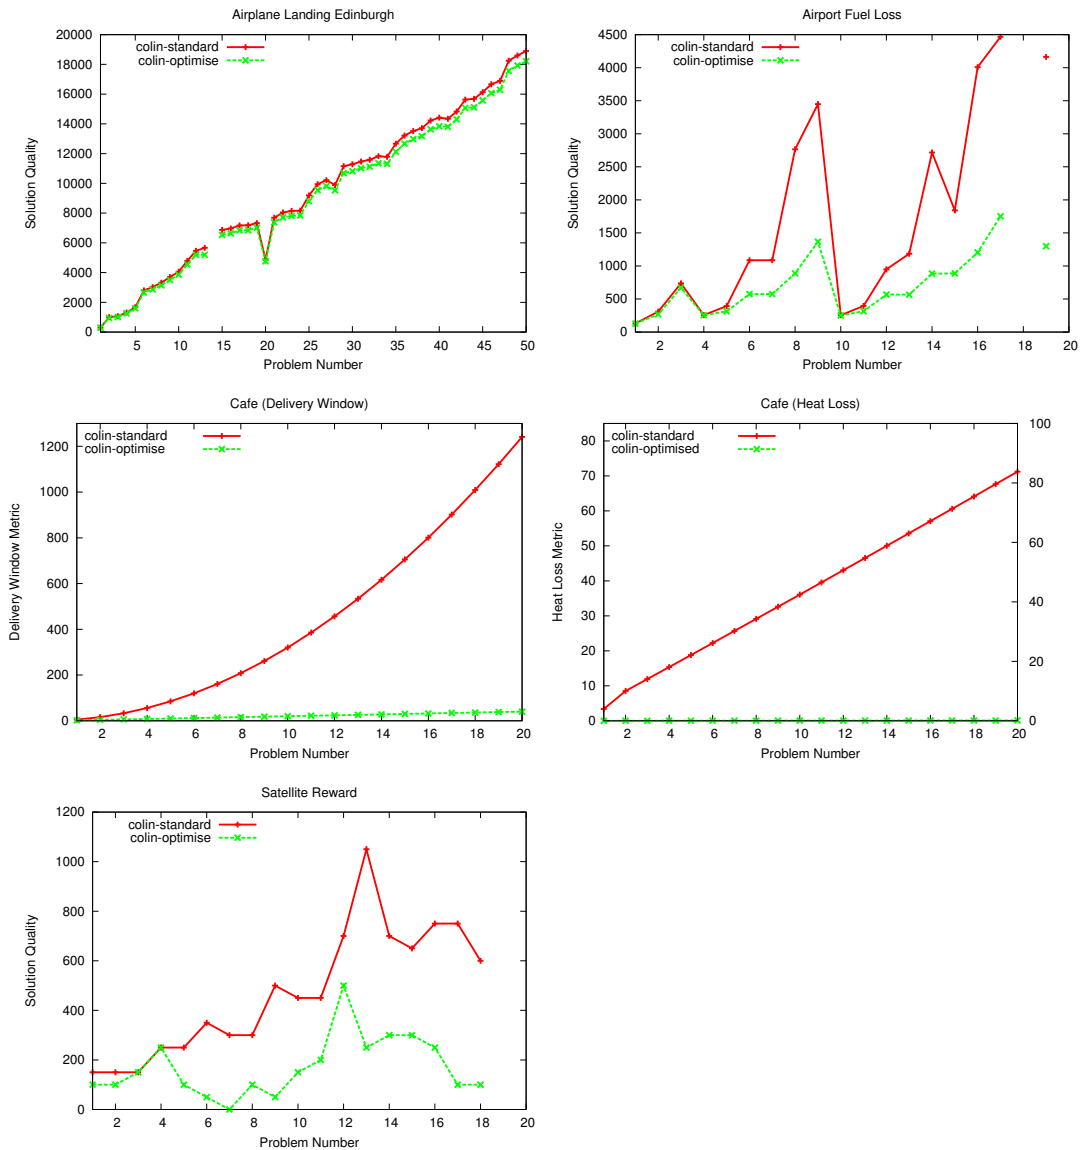 Airplane Landing Edinburgh
20000
18000
16000
14000
12000
10000
8000
6000
4000
2000
0
Solution Quality
colin-standard
colin-optimise
5 10 15 20 25 30 35 40 45 50
Problem Number
Airport Fuel Loss
4500
4000
3500
3000
2500
2000
1500
1000
500
0
Solution Quality
colin-standard
colin-optimise
2 4 6 8 10 12 14 16 18 20
Problem Number
Cafe (Delivery Window)
1200
1000
800
600
400
200
0
Delivery Window Metric
colin-standard
colin-optimise
2 4 6 8 10 12 14 16 18 20
Problem Number
Cafe (Heat Loss)
80
70
60
50
40
30
20
10
0
Heat Loss Metric
colin-standard
colin-optimised
100
80
60
40
20
0
2 4 6 8 10 12 14 16 18 20
Problem Number
Satellite Reward
1200
1000
800
600
400
200
0
Solution Quality
colin-standard
colin-optimise
2 4 6 8 10 12 14 16 18 20
Problem Number